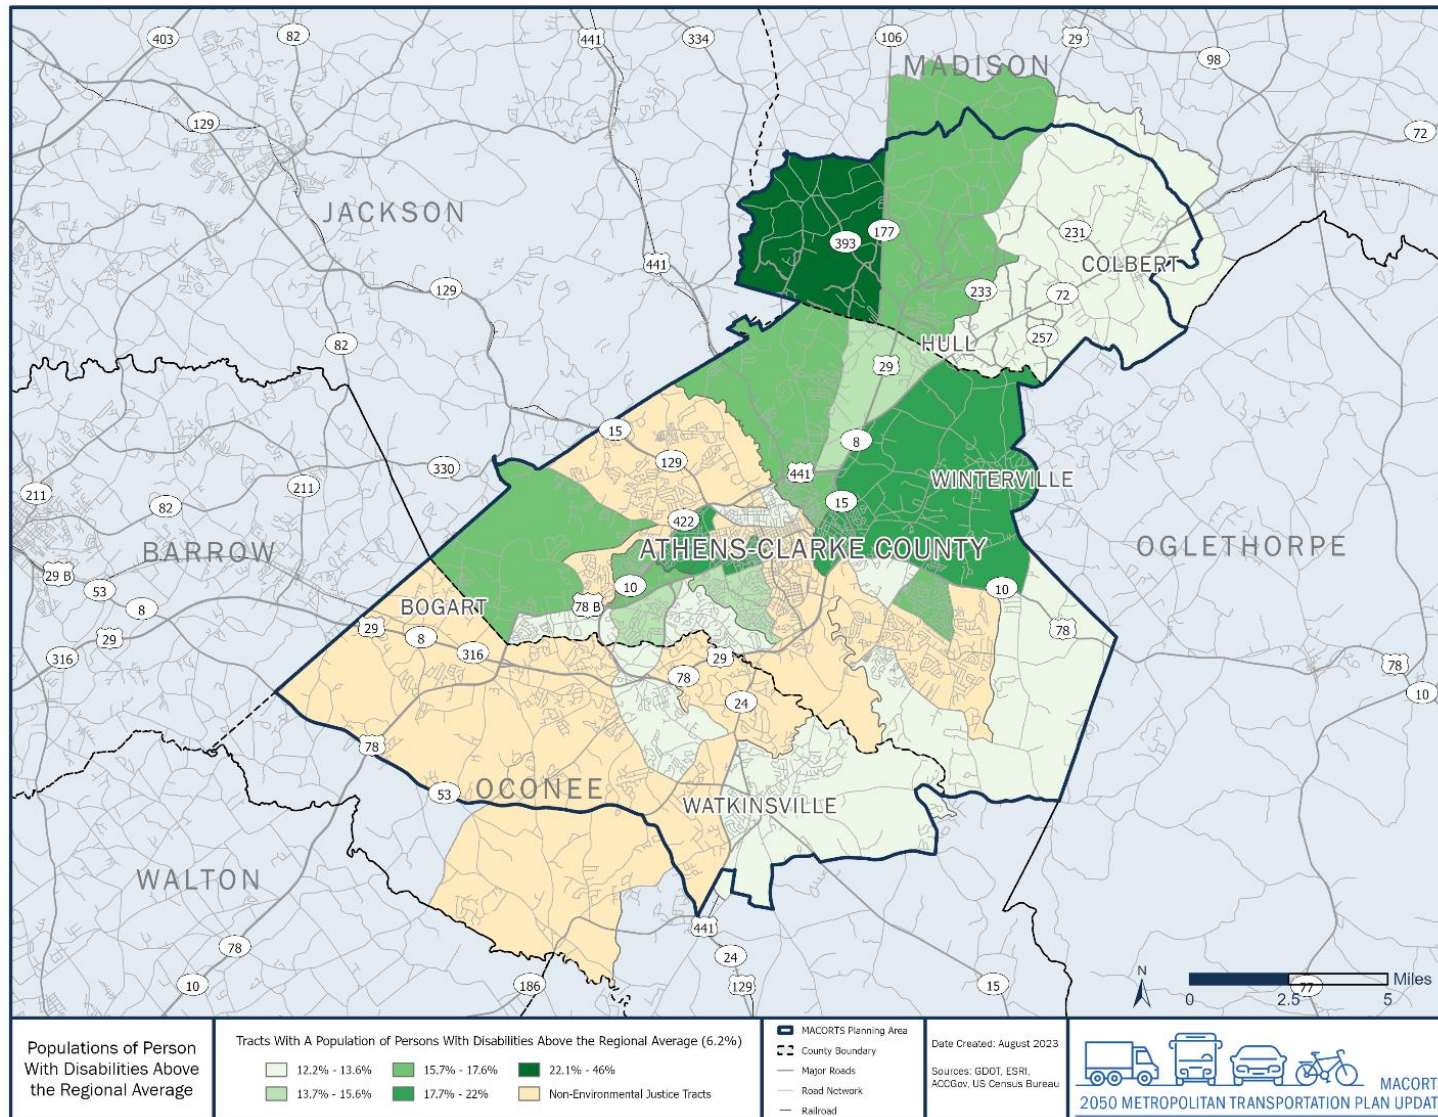 403
82
441
334
106
29
98
MADISON
129
72
JACKSON
441
393
177
231
COLBERT
129
233
72
82
HULL
257
29
15
8
330
129
441
WINTERVILLE
211
211
82
422
15
BARROW
ATHENS-CLARKE COUNTY
OGLETHORPE
29 B
53
10
10
8
BOGART
78 B
29
29
8
316
316
78
29
78
78
24
10
78
53
OCONEE
WATKINSVILLE
WALTON
441
78
24
10
186
129
15
77
N
Miles
0
2.5
5
Populations of Person
With Disabilities Above
the Regional Average
Tracts With A Population of Persons With Disabilities Above the Regional Average (6.2%)
12.2% - 13.6%
15.7% - 17.6%
22.1% - 46%
13.7% - 15.6%
17.7% - 22%
Non-Environmental Justice Tracts
MACORTS Planning Area
County Boundary
Major Roads
Road Network
Railroad
Date Created: August 2023
Sources: GDOT, ESRI,
ACCGov, US Census Bureau
MACORT
2050 METROPOLITAN TRANSPORTATION PLAN UPDAT